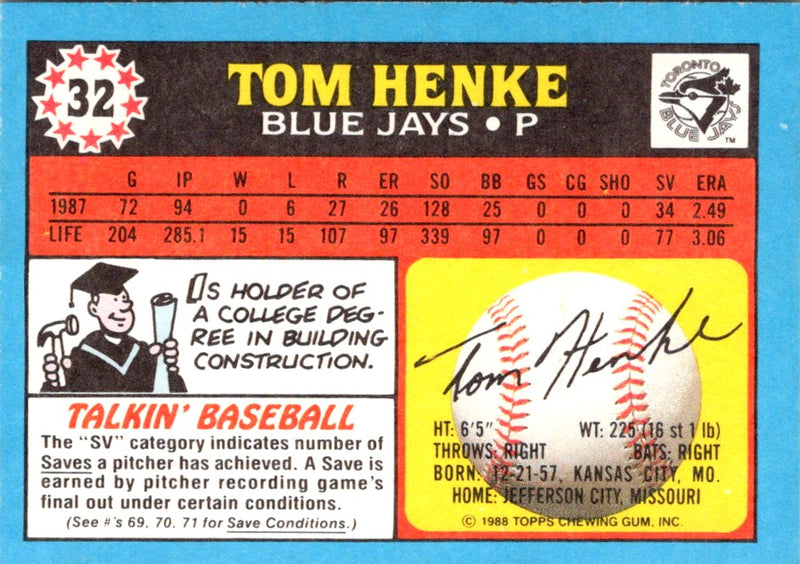 32
TOM HENKE
BLUE JAYS • P
TORONTO
BLUE JAYS
TM
G IP W L R ER SO BB GS CG SHO SV ERA
1987 72 94 0 6 27 26 128 25 0 0 0 34 2.49
LIFE 204 285.1 15 15 107 97 339 97 0 0 0 77 3.06
IS HOLDER OF
A COLLEGE DEG-
REE IN BUILDING
CONSTRUCTION.
TALKIN' BASEBALL
The "SV" category indicates number of
Saves a pitcher has achieved. A Save is
earned by pitcher recording game's
final out under certain conditions.
(See #'s 69, 70, 71 for Save Conditions.)
Tom Henke
HT: 6'5" WT: 225 (16 st 1 lb)
THROWS: RIGHT BATS: RIGHT
BORN: 12-21-57, KANSAS CITY, MO.
HOME: JEFFERSON CITY, MISSOURI
© 1988 TOPPS CHEWING GUM, INC.